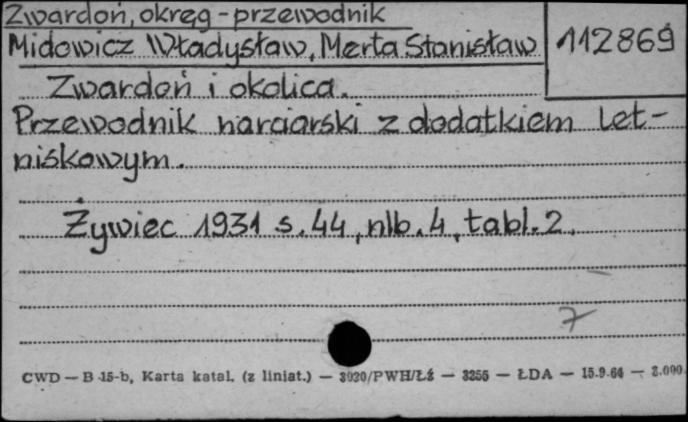 Zwardoń, okręg - przewodnik
Midowicz Władysław, Merta Stanisław
112869
Zwardoń i okolica.
Przewodnik narciarski z dodatkiem let-
niskowym.
Żywiec 1931 s. 44, nlb. 4, tabl. 2.
7
CWD — B 15-b, Karta katal. (z liniat.) — 3920/PWH/Łź — 3255 — ŁDA — 15.9.64 — 2.000